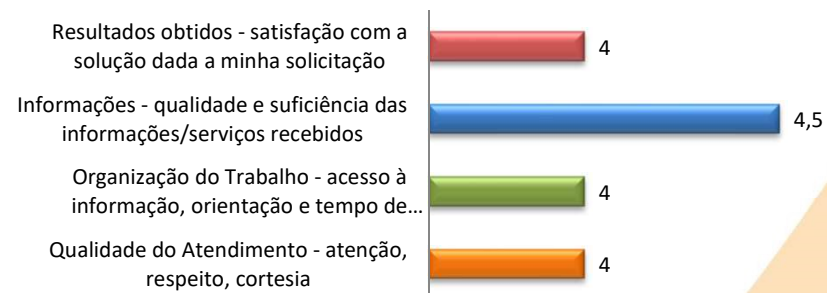 Resultados obtidos - satisfação com a
solução dada a minha solicitação
4
Informações - qualidade e suficiência das
informações/serviços recebidos
4,5
Organização do Trabalho - acesso à
informação, orientação e tempo de...
4
Qualidade do Atendimento - atenção,
respeito, cortesia
4